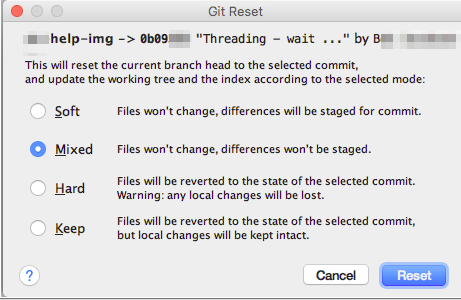 Git Reset
help-img -> 0b09 "Threading - wait ..." by B
This will reset the current branch head to the selected commit,
and update the working tree and the index according to the selected mode:
Soft Files won't change, differences will be staged for commit.
Mixed Files won't change, differences won't be staged.
Hard Files will be reverted to the state of the selected commit.
Warning: any local changes will be lost.
Keep Files will be reverted to the state of the selected commit,
but local changes will be kept intact.
? Cancel Reset